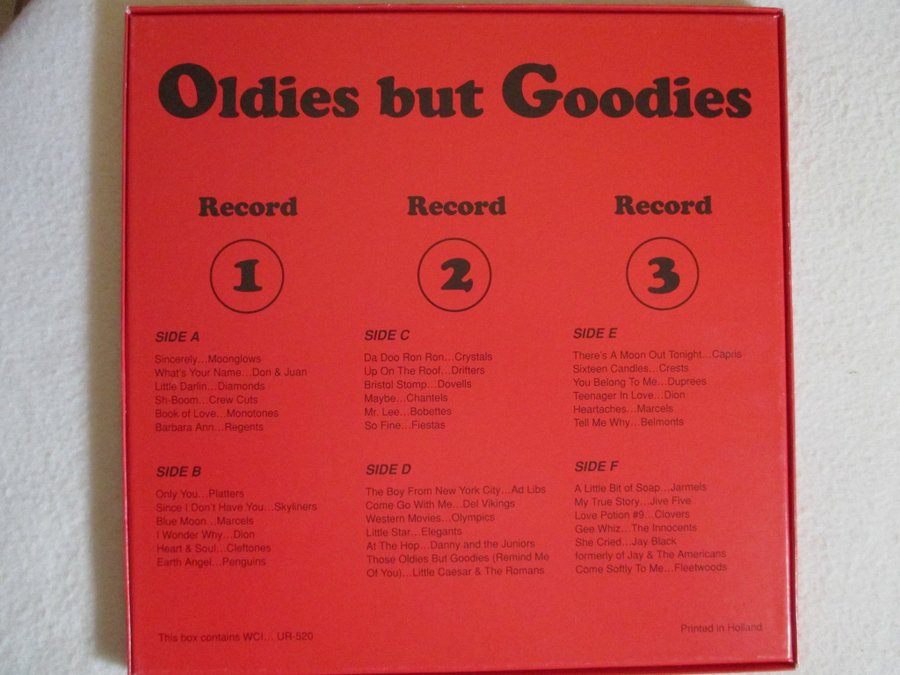 Oldies but Goodies
Record
1
SIDE A
Sincerely...Moonglows
What's Your Name...Don & Juan
Little Darlin...Diamonds
Sh-Boom...Crew Cuts
Book of Love...Monotones
Barbara Ann...Regents
SIDE B
Only You...Platters
Since I Don't Have You...Skyliners
Blue Moon...Marcels
I Wonder Why...Dion
Heart & Soul...Cleftones
Earth Angel...Penguins
Record
2
SIDE C
Da Doo Ron Ron...Crystals
Up On The Roof...Drifters
Bristol Stomp...Dovells
Maybe...Chantels
Mr. Lee...Bobettes
So Fine...Fiestas
SIDE D
The Boy From New York City...Ad Libs
Come Go With Me...Del Vikings
Western Movies...Olympics
Little Star...Elegants
At The Hop...Danny and the Juniors
Those Oldies But Goodies (Remind Me
Of You)...Little Caesar & The Romans
Record
3
SIDE E
There's A Moon Out Tonight...Capris
Sixteen Candles...Crests
You Belong To Me...Duprees
Teenager In Love...Dion
Heartaches...Marcels
Tell Me Why...Belmonts
SIDE F
A Little Bit of Soap...Jarmels
My True Story...Jive Five
Love Potion #9...Clovers
Gee Whiz...The Innocents
She Cried...Jay Black
formerly of Jay & The Americans
Come Softly To Me...Fleetwoods
This box contains WCI... UR-520
Printed in Holland